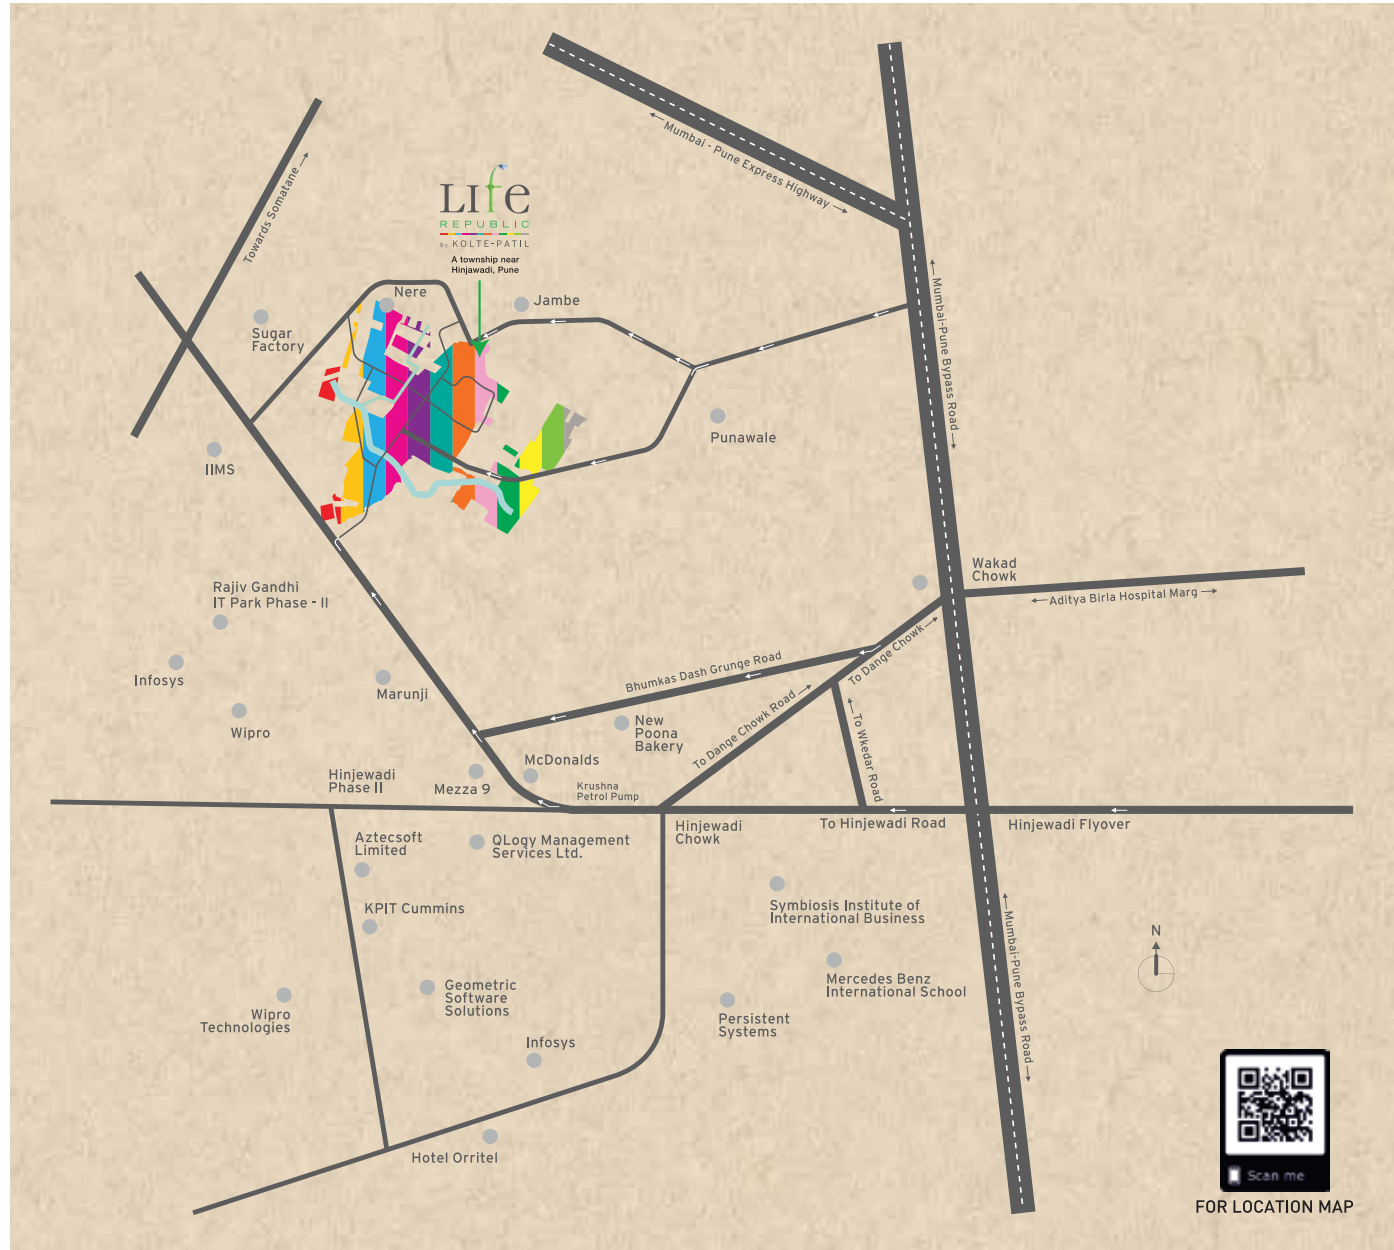 Mumbai - Pune Express Highway
Towards Somatane
LIfe
REPUBLIC
By KOLTE-PATIL
A township near
Hinjawadi, Pune
Nere
Jambe
Sugar
Factory
Mumbai-Pune Bypass Road
Punawale
IIMS
Wakad
Chowk
Aditya Birla Hospital Marg
Rajiv Gandhi
IT Park Phase - II
To Dange Chowk
Bhumkas Dash Grunge Road
Infosys
Marunji
Wipro
New
Poona
Bakery
To Dange Chowk Road
To Wkedar Road
McDonalds
Hinjewadi
Phase II
Mezza 9
Krushna
Petrol Pump
Hinjewadi
Chowk
To Hinjewadi Road
Hinjewadi Flyover
Aztecsoft
Limited
QLogy Management
Services Ltd.
KPIT Cummins
Symbiosis Institute of
International Business
Mumbai-Pune Bypass Road
N
Geometric
Software
Solutions
Mercedes Benz
International School
Wipro
Technologies
Persistent
Systems
Infosys
Hotel Orritel
Scan me
FOR LOCATION MAP